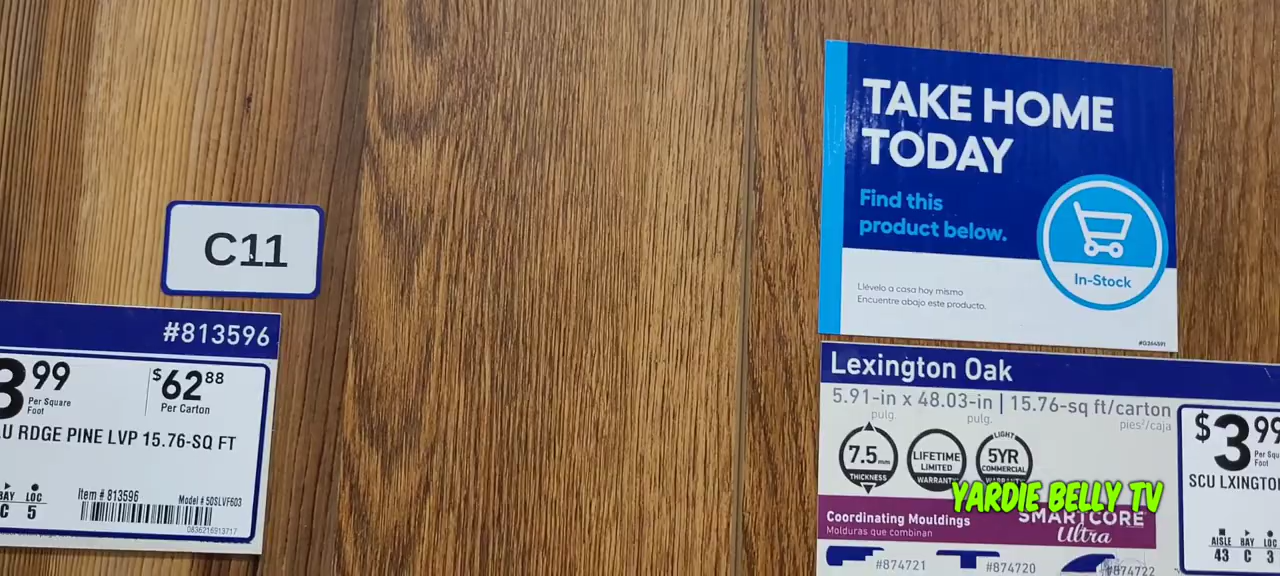 C11
#813596
3 99
Per Square
Foot
$62 88
Per Carton
RDGE PINE LVP 15.76-SQ FT
BAY LOC
C 5
Item # 813596
Model # 50SLVF603
TAKE HOME
TODAY
Find this
product below.
In-Stock
Llévelo a casa hoy mismo
Encuentre abajo este producto.
Lexington Oak
5.91-in x 48.03-in | 15.76-sq ft/carton
pulg. pulg. pies²/caja
7.5mm
THICKNESS
LIFETIME
LIMITED
WARRANTY
LIGHT
5YR
COMMERCIAL
$3 99
Foot
SCU LXINGTO
AISLE BAY LOC
43 C 3
YARDIE BELLY TV
Coordinating Mouldings
Molduras que combinan
SMARTCORE
Ultra
#874721
#874720
#874722